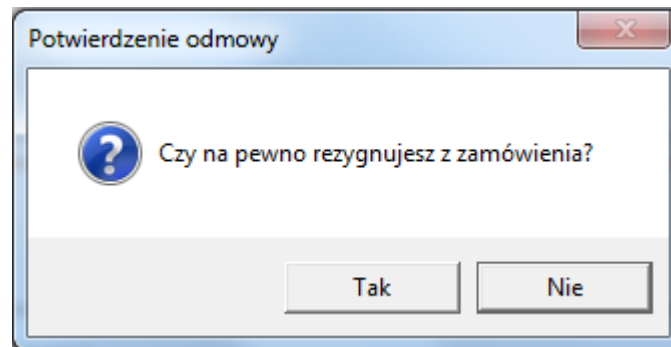 Potwierdzenie odmowy
Czy na pewno rezygnujesz z zamówienia?
Tak
Nie